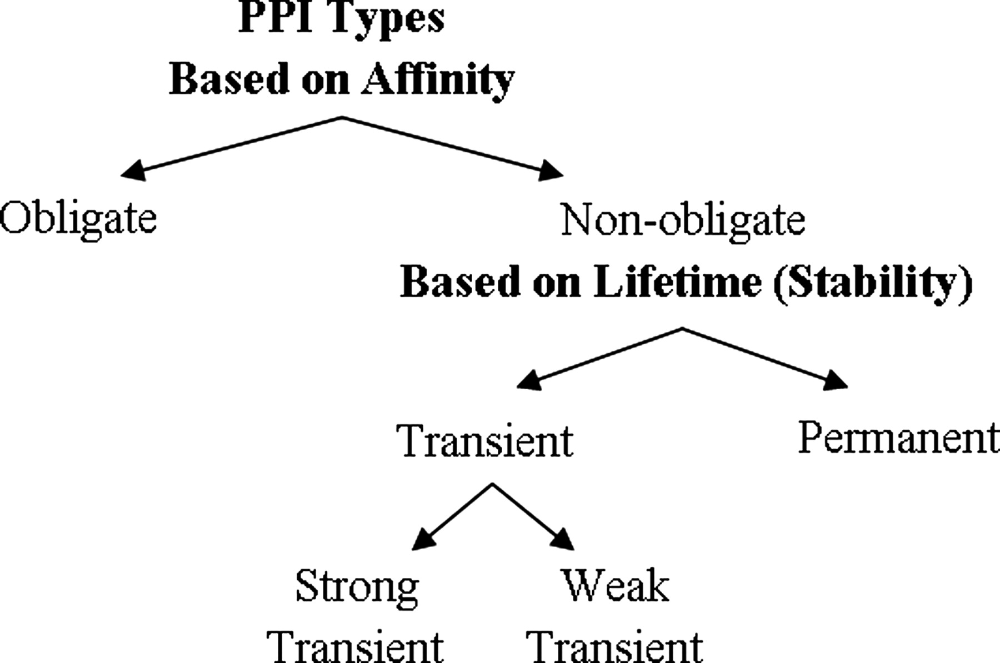 PPI Types
Based on Affinity
Obligate
Non-obligate
Based on Lifetime (Stability)
Transient
Permanent
Strong
Transient
Weak
Transient